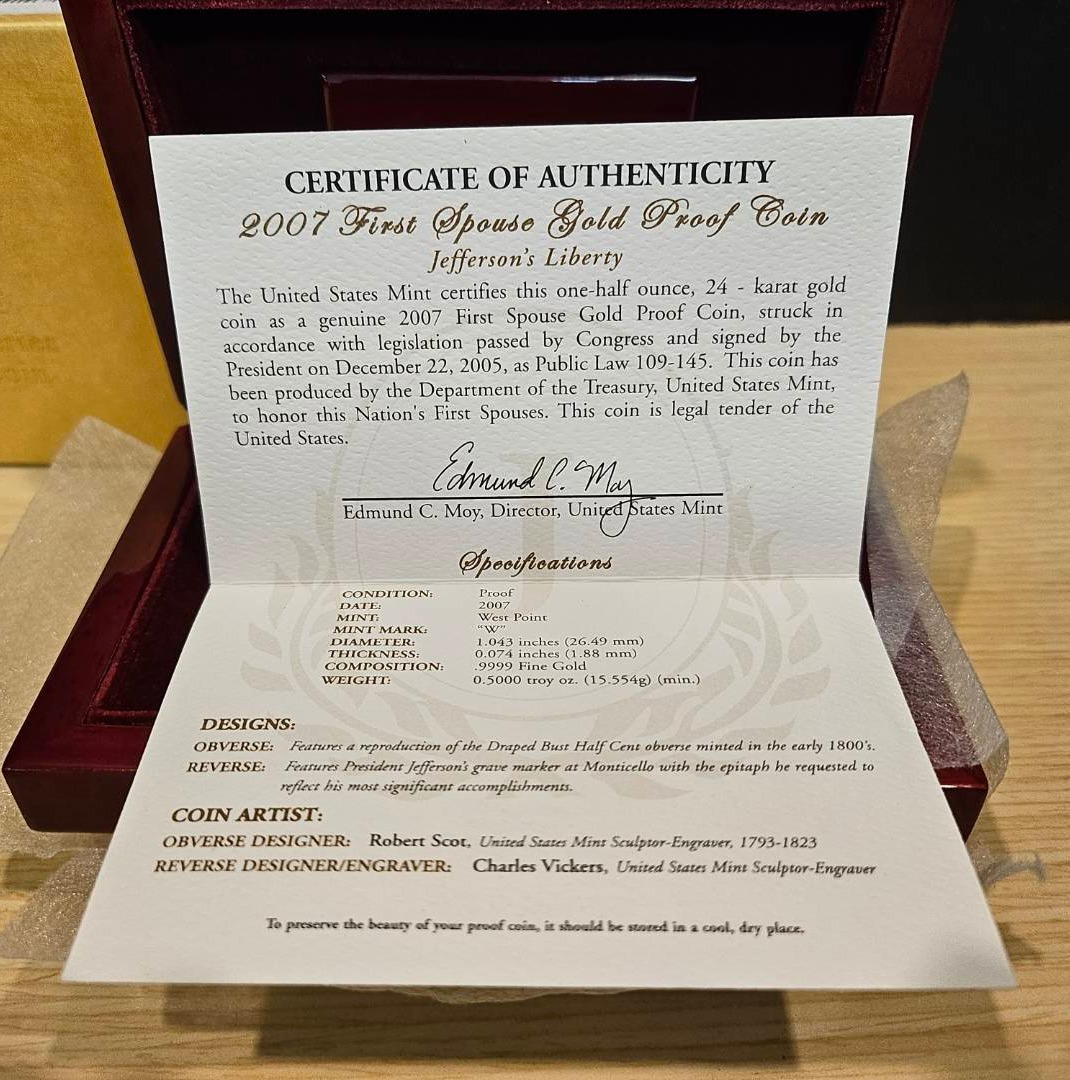 CERTIFICATE OF AUTHENTICITY
2007 First Spouse Gold Proof Coin
Jefferson's Liberty
The United States Mint certifies this one-half ounce, 24 - karat gold
coin as a genuine 2007 First Spouse Gold Proof Coin, struck in
accordance with legislation passed by Congress and signed by the
President on December 22, 2005, as Public Law 109-145. This coin has
been produced by the Department of the Treasury, United States Mint,
to honor this Nation's First Spouses. This coin is legal tender of the
United States.
Edmund C. Moy
Edmund C. Moy, Director, United States Mint
Specifications
CONDITION: Proof
DATE: 2007
MINT: West Point
MINT MARK: "W"
DIAMETER: 1.043 inches (26.49 mm)
THICKNESS: 0.074 inches (1.88 mm)
COMPOSITION: .9999 Fine Gold
WEIGHT: 0.5000 troy oz. (15.554g) (min.)
DESIGNS:
OBVERSE: Features a reproduction of the Draped Bust Half Cent obverse minted in the early 1800's.
REVERSE: Features President Jefferson's grave marker at Monticello with the epitaph he requested to
reflect his most significant accomplishments.
COIN ARTIST:
OBVERSE DESIGNER: Robert Scot, United States Mint Sculptor-Engraver, 1793-1823
REVERSE DESIGNER/ENGRAVER: Charles Vickers, United States Mint Sculptor-Engraver
To preserve the beauty of your proof coin, it should be stored in a cool, dry place.